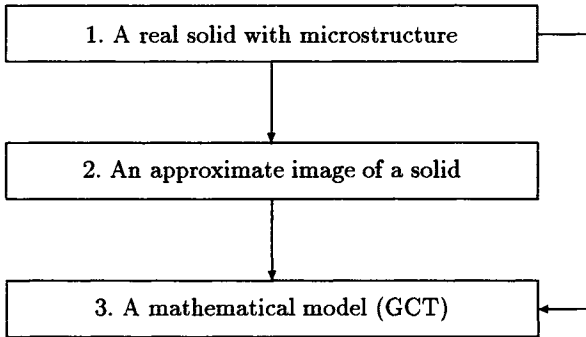 1. A real solid with microstructure
2. An approximate image of a solid
3. A mathematical model (GCT)